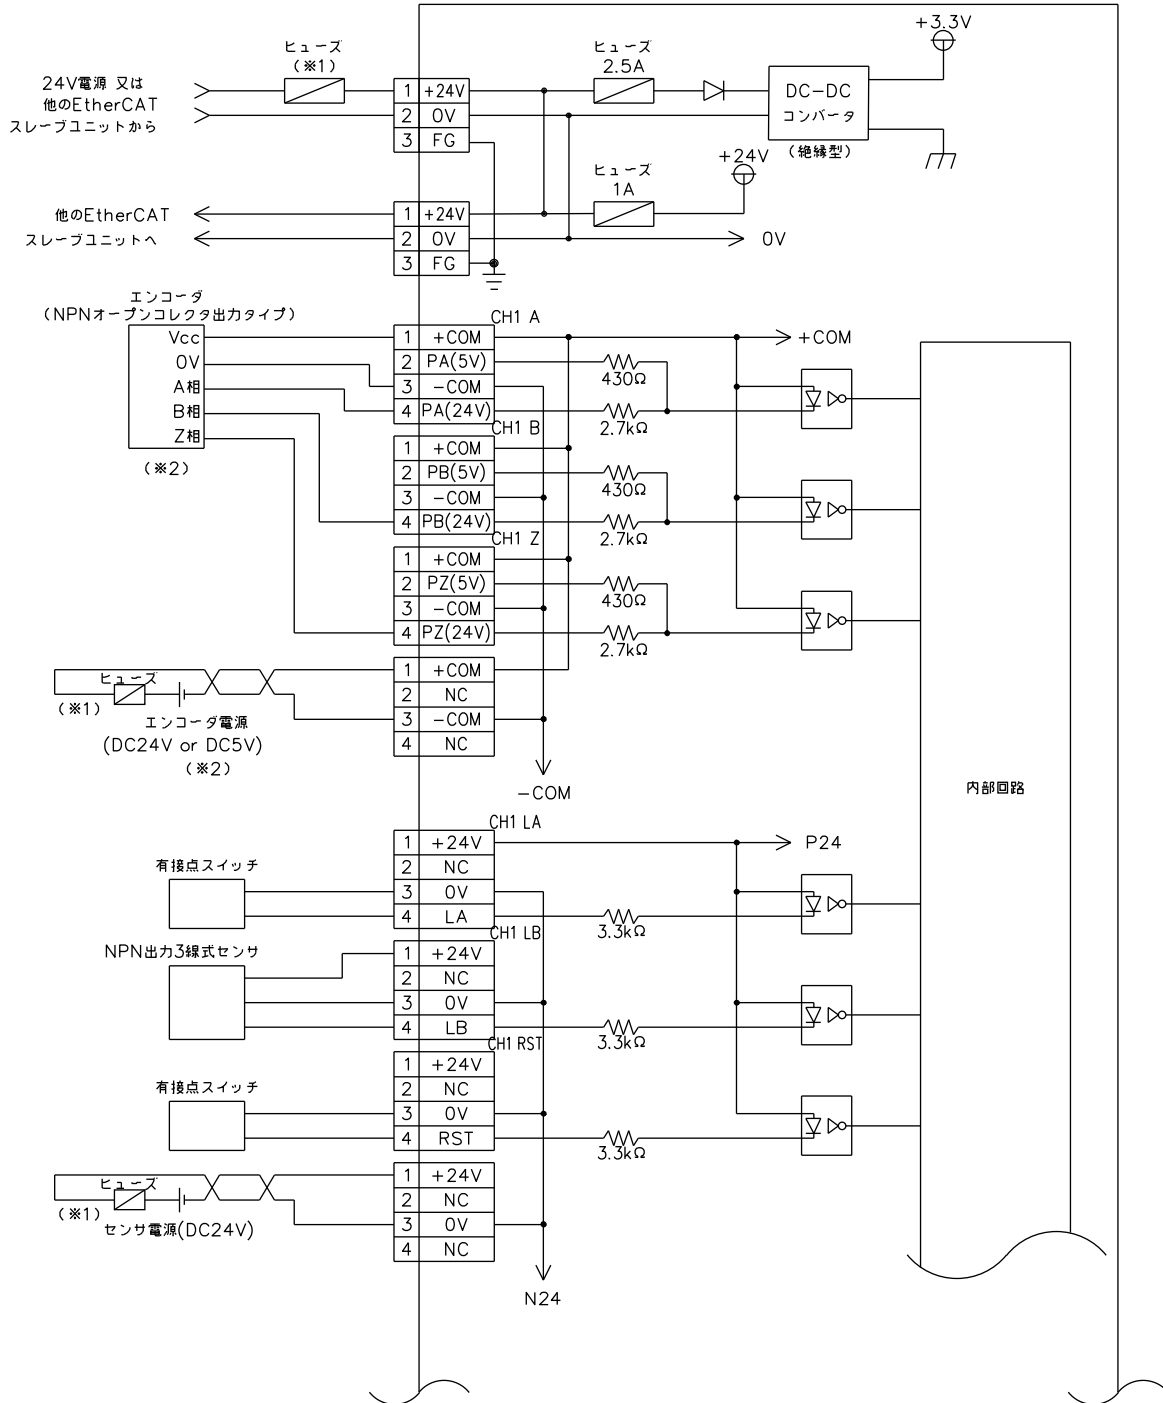 +3.3V
ヒューズ
(※1)
ヒューズ
2.5A
24V電源 又は
他のEtherCAT
スレーブユニットから
1 +24V
2 0V
3 FG
DC-DC
コンバータ
(絶縁型)
+24V
ヒューズ
1A
他のEtherCAT
スレーブユニットへ
1 +24V
2 0V
3 FG
0V
エンコーダ
(NPNオープンコレクタ出力タイプ)
Vcc
0V
A相
B相
Z相
(※2)
CH1 A
1 +COM
2 PA(5V)
3 -COM
4 PA(24V)
+COM
430Ω
2.7kΩ
CH1 B
1 +COM
2 PB(5V)
3 -COM
4 PB(24V)
430Ω
2.7kΩ
CH1 Z
1 +COM
2 PZ(5V)
3 -COM
4 PZ(24V)
430Ω
2.7kΩ
1 +COM
2 NC
3 -COM
4 NC
ヒューズ
(※1)
エンコーダ電源
(DC24V or DC5V)
(※2)
-COM
内部回路
CH1 LA
1 +24V
2 NC
3 0V
4 LA
P24
有接点スイッチ
3.3kΩ
CH1 LB
NPN出力3線式センサ
1 +24V
2 NC
3 0V
4 LB
3.3kΩ
CH1 RST
1 +24V
2 NC
3 0V
4 RST
有接点スイッチ
3.3kΩ
1 +24V
2 NC
3 0V
4 NC
ヒューズ
(※1)
センサ電源(DC24V)
N24